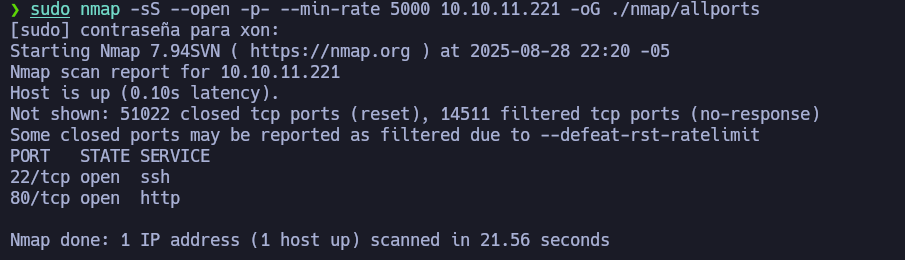 ❯ sudo nmap -sS --open -p- --min-rate 5000 10.10.11.221 -oG ./nmap/allports
[sudo] contraseña para xon:
Starting Nmap 7.94SVN ( https://nmap.org ) at 2025-08-28 22:20 -05
Nmap scan report for 10.10.11.221
Host is up (0.10s latency).
Not shown: 51022 closed tcp ports (reset), 14511 filtered tcp ports (no-response)
Some closed ports may be reported as filtered due to --defeat-rst-ratelimit
PORT   STATE SERVICE
22/tcp open  ssh
80/tcp open  http
Nmap done: 1 IP address (1 host up) scanned in 21.56 seconds